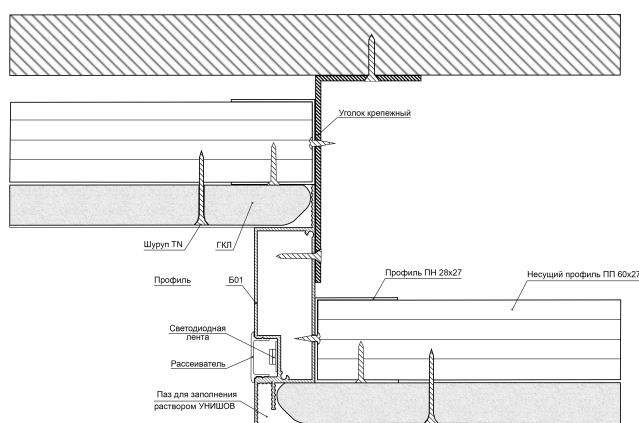 Уголок крепежный
Шуруп TN
ГКЛ
Профиль
Б01
Профиль ПН 28х27
Несущий профиль ПП 60х27
Светодиодная
лента
Рассеиватель
Паз для заполнения
раствором УНИШОВ